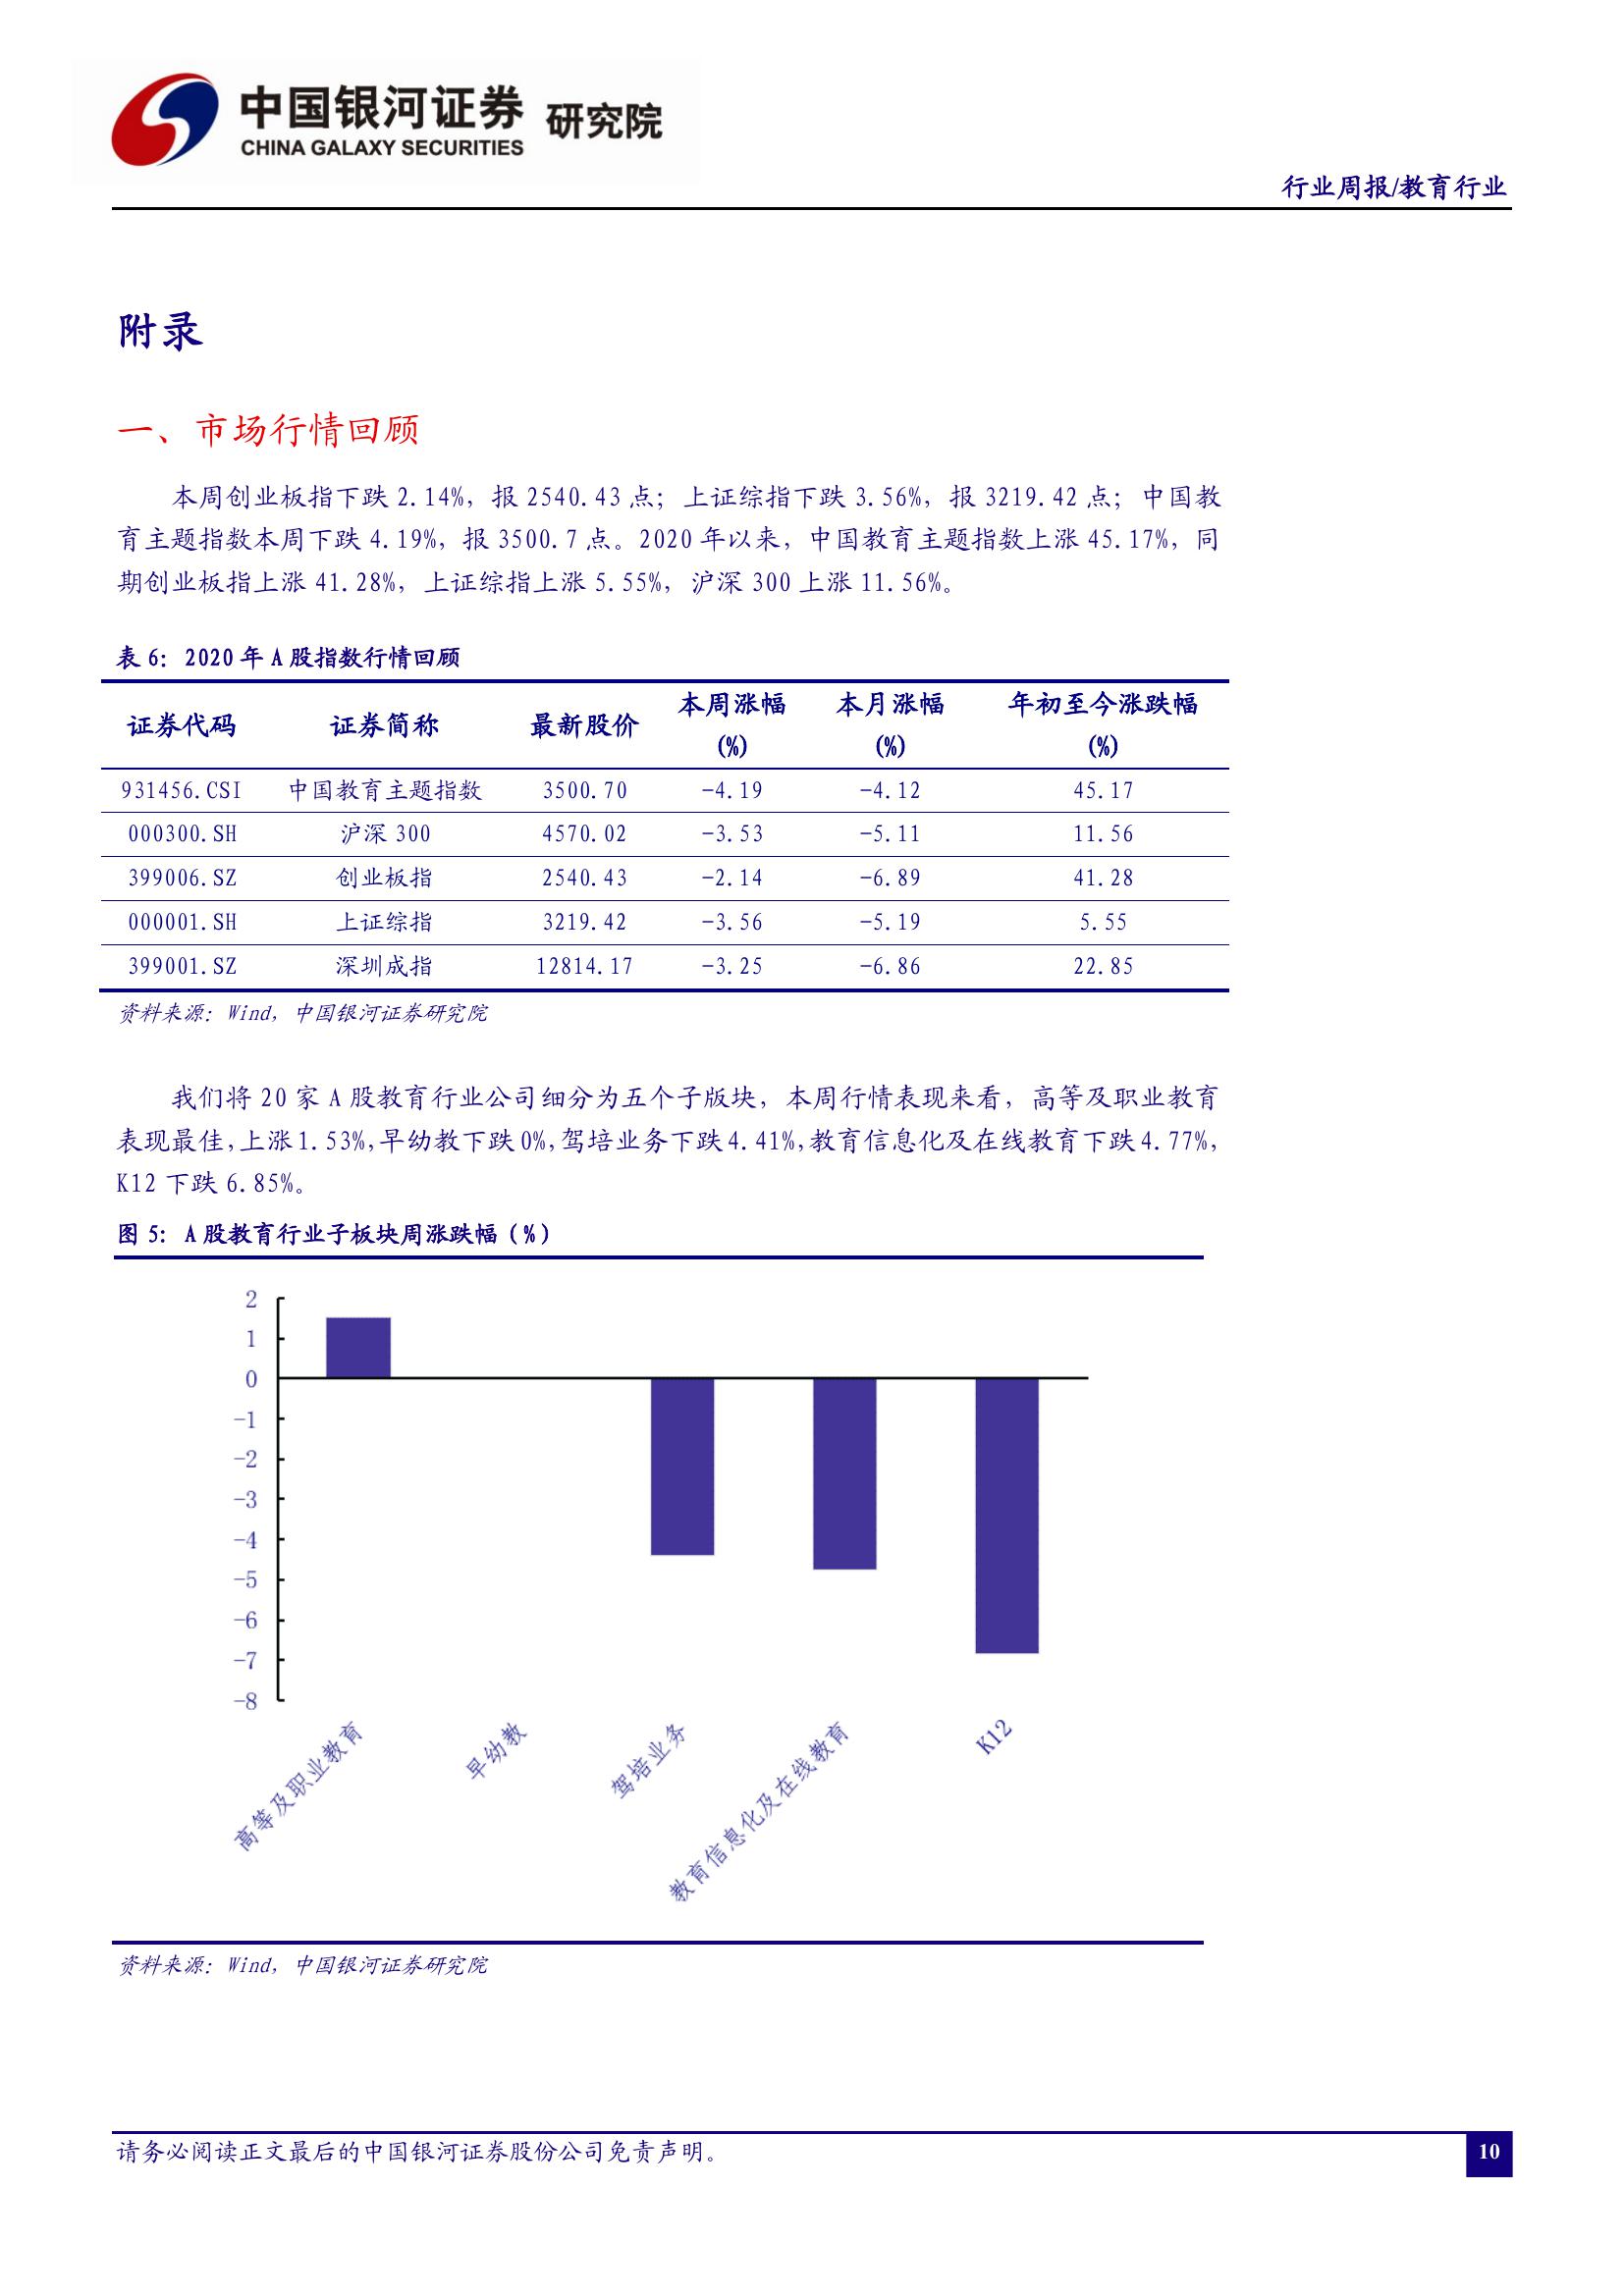 中国银河证券 研究院
CHINA GALAXY SECURITIES
行业周报/教育行业
附录
一、市场行情回顾
本周创业板指下跌 2.14%，报 2540.43 点；上证综指下跌 3.56%，报 3219.42 点；中国教
育主题指数本周下跌 4.19%，报 3500.7 点。2020 年以来，中国教育主题指数上涨 45.17%，同
期创业板指上涨 41.28%，上证综指上涨 5.55%，沪深 300 上涨 11.56%。
表 6：2020 年 A 股指数行情回顾
证券代码 证券简称 最新股价 本周涨幅 本月涨幅 年初至今涨跌幅
(%) (%) (%)
931456.CSI 中国教育主题指数 3500.70 -4.19 -4.12 45.17
000300.SH 沪深 300 4570.02 -3.53 -5.11 11.56
399006.SZ 创业板指 2540.43 -2.14 -6.89 41.28
000001.SH 上证综指 3219.42 -3.56 -5.19 5.55
399001.SZ 深圳成指 12814.17 -3.25 -6.86 22.85
资料来源：Wind，中国银河证券研究院
我们将 20 家 A 股教育行业公司细分为五个子版块，本周行情表现来看，高等及职业教育
表现最佳，上涨 1.53%，早幼教下跌 0%，驾培业务下跌 4.41%，教育信息化及在线教育下跌 4.77%，
K12 下跌 6.85%。
图 5：A 股教育行业子板块周涨跌幅（%）
2
1
0
-1
-2
-3
-4
-5
-6
-7
-8
高等及职业教育
早幼教
驾培业务
教育信息化及在线教育
K12
资料来源：Wind，中国银河证券研究院
请务必阅读正文最后的中国银河证券股份公司免责声明。
10